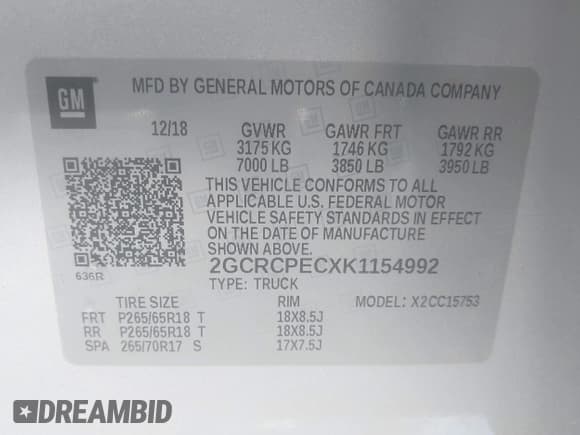 GM
MFD BY GENERAL MOTORS OF CANADA COMPANY
12/18 GVWR GAWR FRT GAWR RR
3175 KG 1746 KG 1792 KG
7000 LB 3850 LB 3950 LB
THIS VEHICLE CONFORMS TO ALL
APPLICABLE U.S. FEDERAL MOTOR
VEHICLE SAFETY STANDARDS IN EFFECT
ON THE DATE OF MANUFACTURE
SHOWN ABOVE.
636R 2GCRCPECXK1154992
TYPE: TRUCK
TIRE SIZE RIM MODEL: X2CC15753
FRT P265/65R18 T 18X8.5J
RR P265/65R18 T 18X8.5J
SPA 265/70R17 S 17X7.5J
DREAMBID